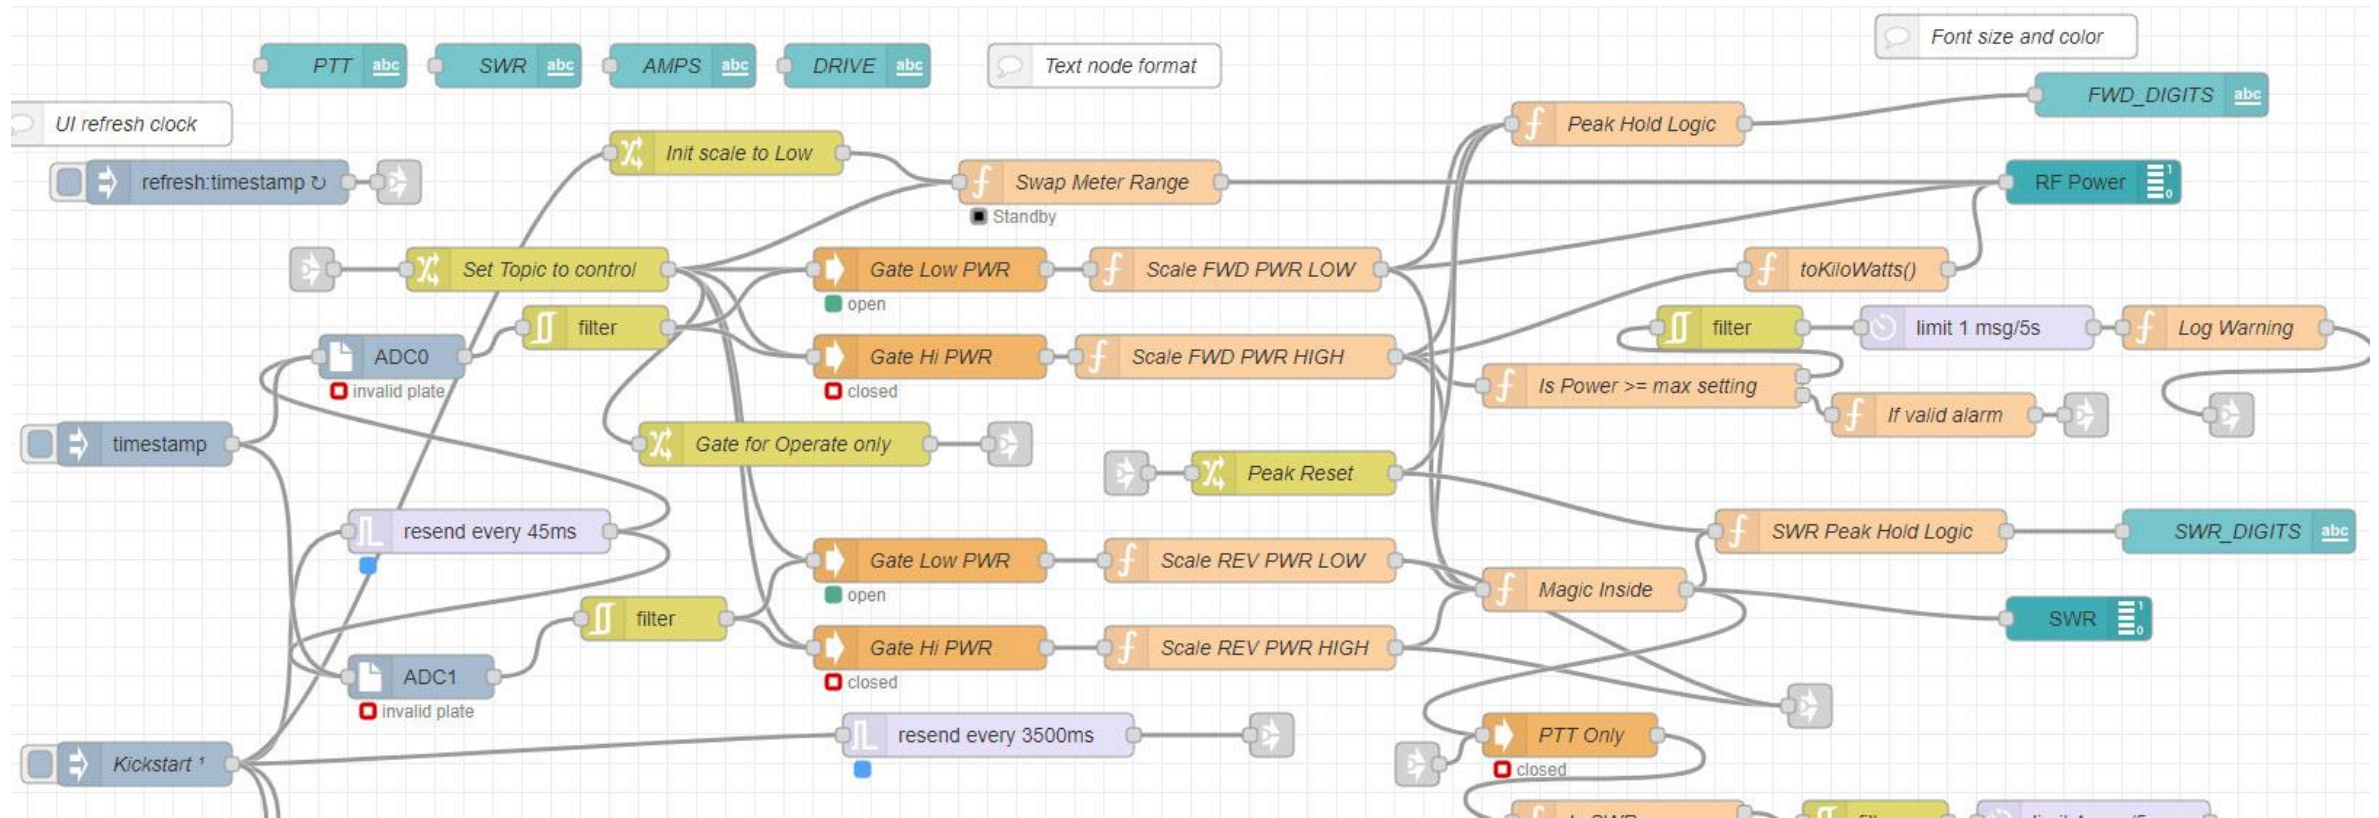 Font size and color
PTT abc
SWR abc
AMPS abc
DRIVE abc
Text node format
FWD_DIGITS abc
UI refresh clock
Peak Hold Logic
Init scale to Low
refresh:timestamp ↻
Swap Meter Range
RF Power
1
0
Standby
Set Topic to control
Gate Low PWR
Scale FWD PWR LOW
toKiloWatts()
open
filter
filter
limit 1 msg/5s
Log Warning
ADC0
Gate Hi PWR
Scale FWD PWR HIGH
invalid plate
closed
Is Power >= max setting
If valid alarm
timestamp
Gate for Operate only
Peak Reset
resend every 45ms
SWR Peak Hold Logic
SWR_DIGITS abc
Gate Low PWR
Scale REV PWR LOW
Magic Inside
open
filter
SWR
1
0
Gate Hi PWR
Scale REV PWR HIGH
ADC1
closed
invalid plate
resend every 3500ms
PTT Only
Kickstart ¹
closed